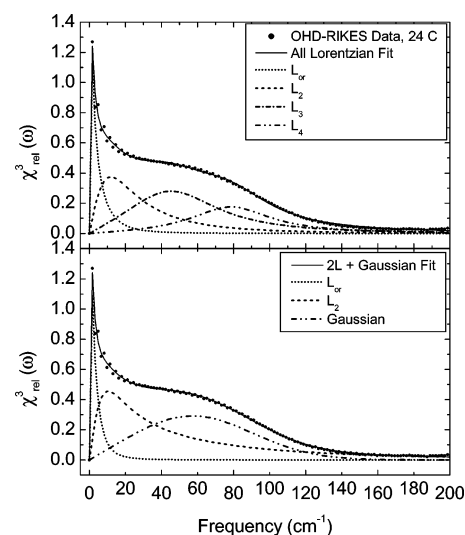 1.4
1.2
1.0
0.8
0.6
0.4
0.2
0.0
χ³rel (ω)
OHD-RIKES Data, 24 C
All Lorentzian Fit
Lor
L2
L3
L4
1.4
1.2
1.0
0.8
0.6
0.4
0.2
0.0
χ³rel (ω)
2L + Gaussian Fit
Lor
L2
Gaussian
0 20 40 60 80 100 120 140 160 180 200
Frequency (cm⁻¹)